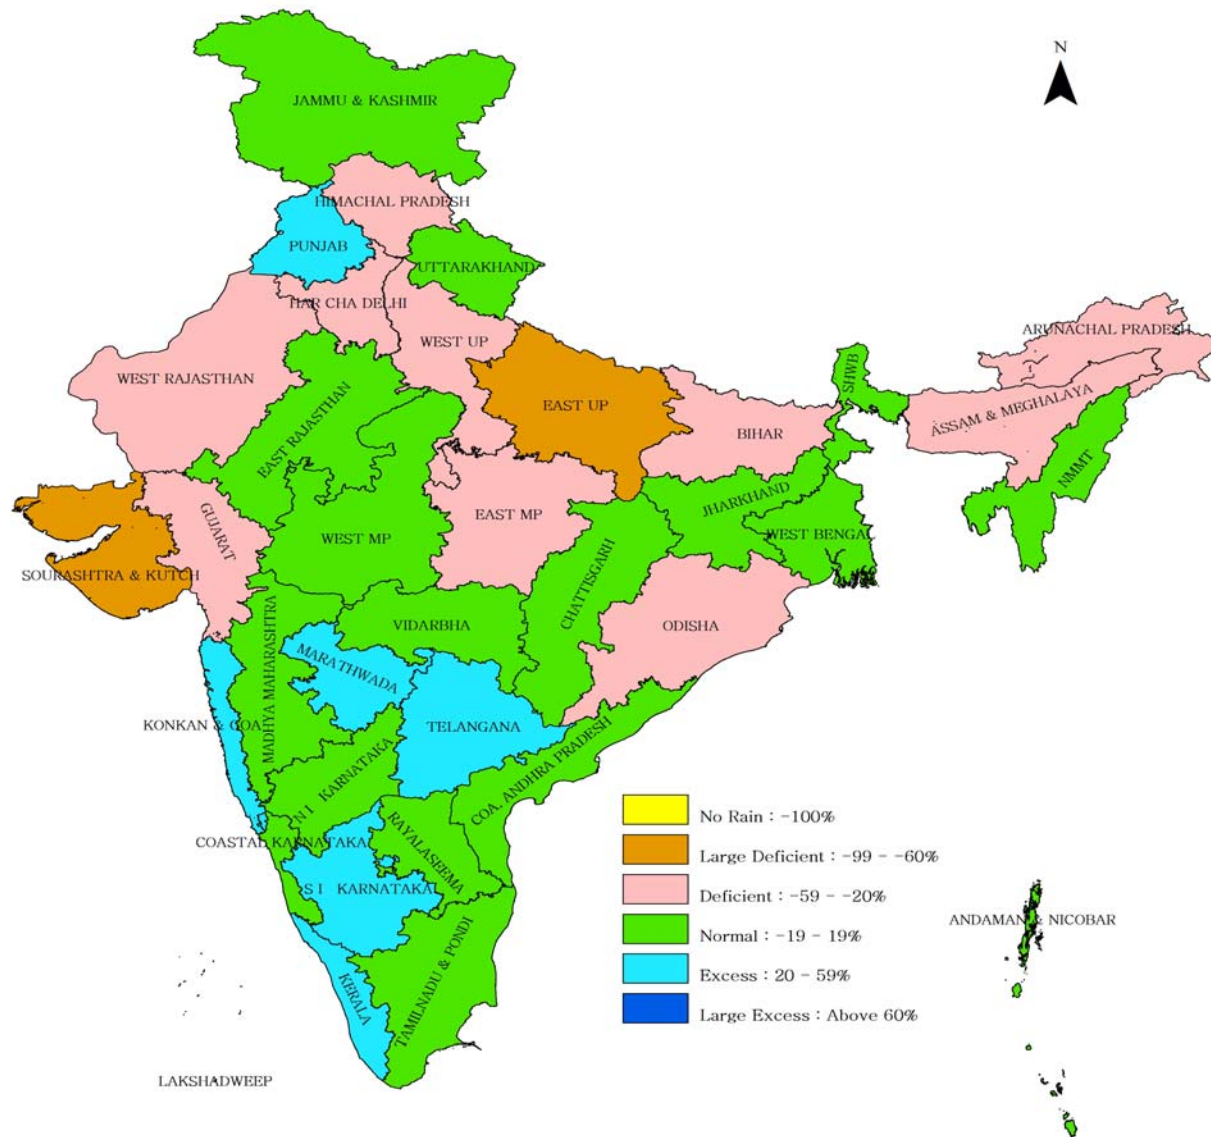 N
JAMMU & KASHMIR
HIMACHAL PRADESH
PUNJAB
UTTARAKHAND
HAR CHA DELHI
WEST UP
ARUNACHAL PRADESH
WEST RAJASTHAN
SHWB
EAST UP
ASSAM & MEGHALAYA
EAST RAJASTHAN
BIHAR
NMMT
JHARKHAND
EAST MP
GUJARAT
WEST MP
WEST BENGAL
SOURASHTRA & KUTCH
CHATTISGARH
VIDARBHA
ODISHA
MADHYA MAHARASHTRA
MARATHWADA
KONKAN & GOA
TELANGANA
COA. ANDHRA PRADESH
N I KARNATAKA
COASTAL KARNATAKA
RAYALASEEMA
S I KARNATAKA
ANDAMAN & NICOBAR
KERALA
TAMILNADU & PONDI
LAKSHADWEEP
No Rain : -100%
Large Deficient : -99 - -60%
Deficient : -59 - -20%
Normal : -19 - 19%
Excess : 20 - 59%
Large Excess : Above 60%